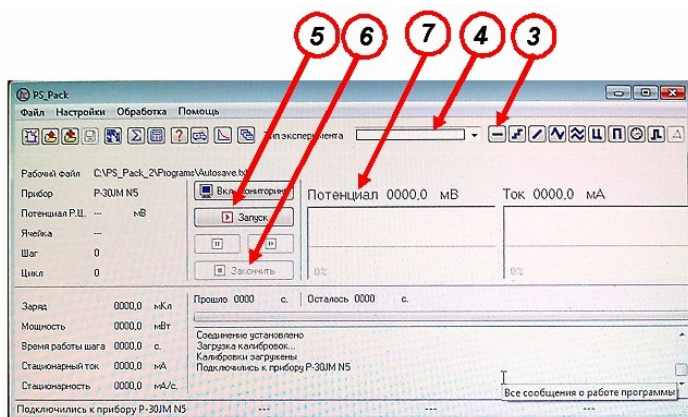 5 6 7 4 3
PS_Pack
Файл Настройки Обработка Помощь
Тип эксперимента
Ц П
Рабочий файл C:\PS_Pack_2\Programs\Autosave.txt
Прибор P-30JM N5
Вкл. мониторинг
Потенциал 0000,0 мВ
Ток 0000,0 мА
Потенциал Р.Ц. --- мВ
Запуск
Ячейка ---
Шаг 0
Цикл 0
Закончить
0%
0%
Прошло 0000 с. Осталось 0000 с.
Заряд 0000,0 мКл
Мощность 0000,0 мВт
Время работы шага 0000,0 с.
Стационарный ток 0000,0 мА
Стационарность 0000,0 мА/с.
Соединение установлено
Загрузка калибровок...
Калибровки загружены
Подключились к прибору P-30JM N5
Все сообщения о работе программы
Подключились к прибору P-30JM N5 --- --- ---